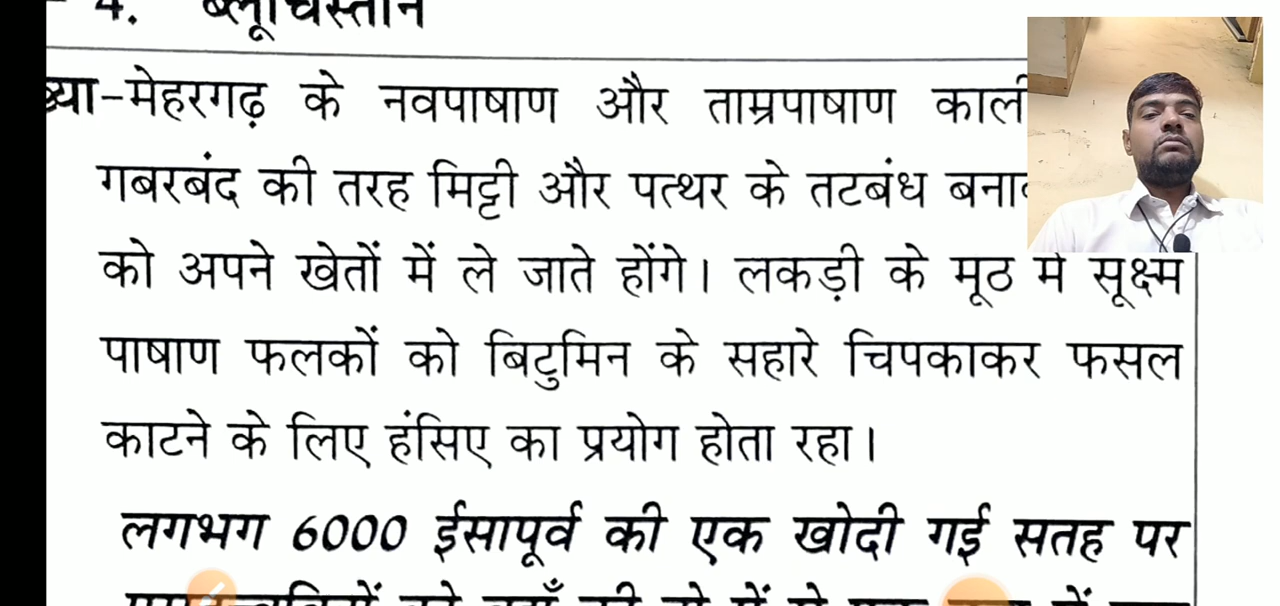 4. ब्लूचिस्तान
मेहरगढ़ के नवपाषाण और ताम्रपाषाण
गबरबंद की तरह मिट्टी और पत्थर के तटबंध
को अपने खेतों में ले जाते होंगे। लकड़ी के मूठ में सूक्ष्म
पाषाण फलकों को बिटुमिन के सहारे चिपकाकर फसल
काटने के लिए हंसिए का प्रयोग होता रहा।
लगभग 6000 ईसापूर्व की एक खोदी गई सतह पर